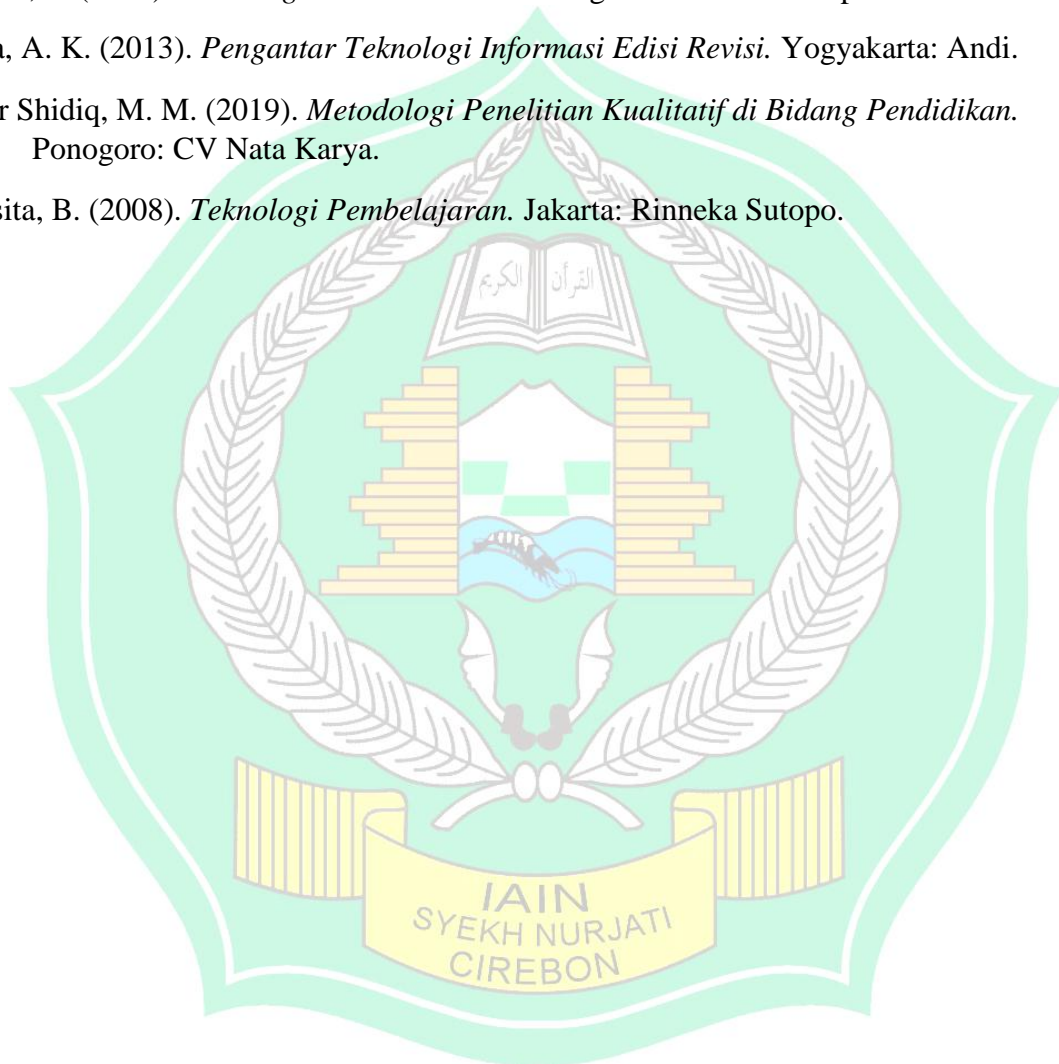 a, A. K. (2013). Pengantar Teknologi Informasi Edisi Revisi. Yogyakarta: Andi.
r Shidiq, M. M. (2019). Metodologi Penelitian Kualitatif di Bidang Pendidikan.
Ponogoro: CV Nata Karya.
sita, B. (2008). Teknologi Pembelajaran. Jakarta: Rinneka Sutopo.
القرآن الكريم
IAIN
SYEKH NURJATI
CIREBON